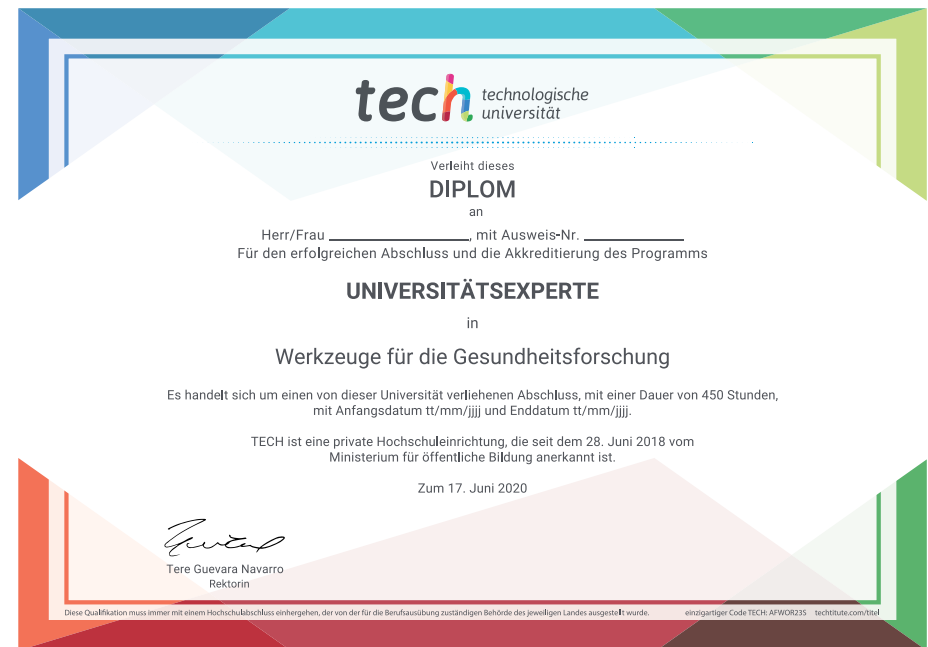 tech technologische
universität
Verleiht dieses
DIPLOM
an
Herr/Frau ____________, mit Ausweis-Nr. ____________
Für den erfolgreichen Abschluss und die Akkreditierung des Programms
UNIVERSITÄTSEXPERTE
in
Werkzeuge für die Gesundheitsforschung
Es handelt sich um einen von dieser Universität verliehenen Abschluss, mit einer Dauer von 450 Stunden,
mit Anfangsdatum tt/mm/jjjj und Enddatum tt/mm/jjjj.
TECH ist eine private Hochschuleinrichtung, die seit dem 28. Juni 2018 vom
Ministerium für öffentliche Bildung anerkannt ist.
Zum 17. Juni 2020
Tere Guevara Navarro
Rektorin
Diese Qualifikation muss immer mit einem Hochschulabschluss einhergehen, der von der für die Berufsausübung zuständigen Behörde des jeweiligen Landes ausgestellt wurde. einzigartiger Code TECH: AFWOR23S techtitute.com/titel